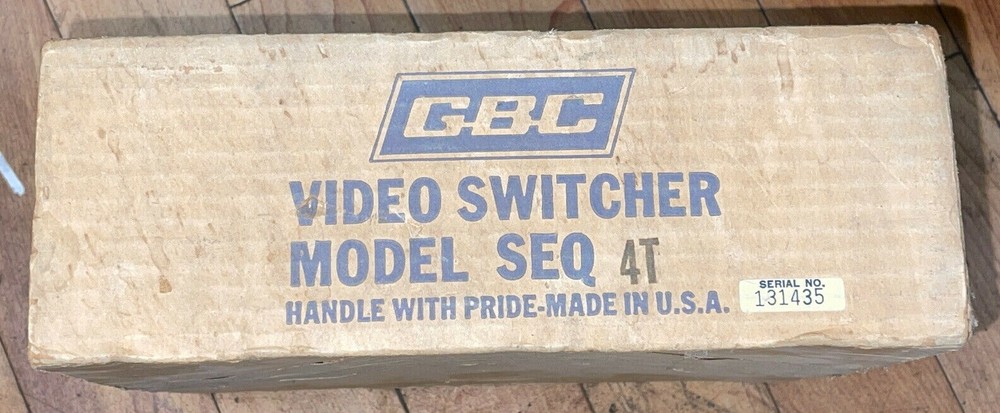 GBC
VIDEO SWITCHER
MODEL SEQ 4T
HANDLE WITH PRIDE-MADE IN U.S.A.
SERIAL NO.
131435